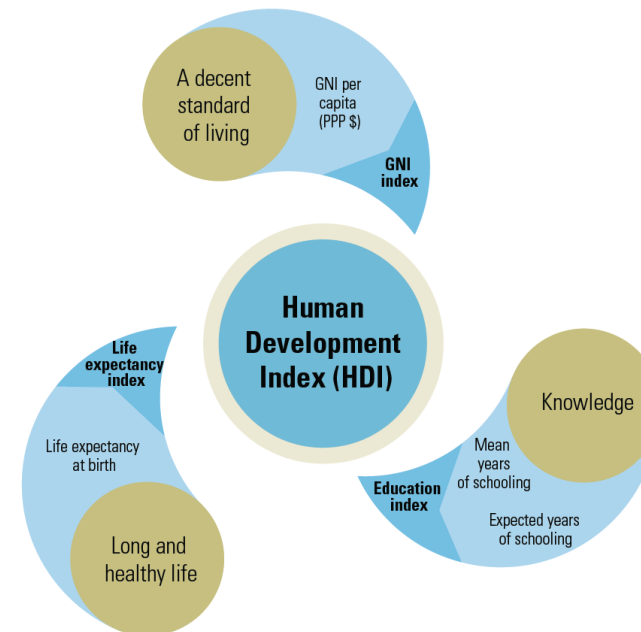 A decent
standard
of living
GNI per
capita
(PPP $)
GNI
index
Human
Development
Index (HDI)
Life
expectancy
index
Life expectancy
at birth
Long and
healthy life
Knowledge
Mean
years
of schooling
Expected years
of schooling
Education
index